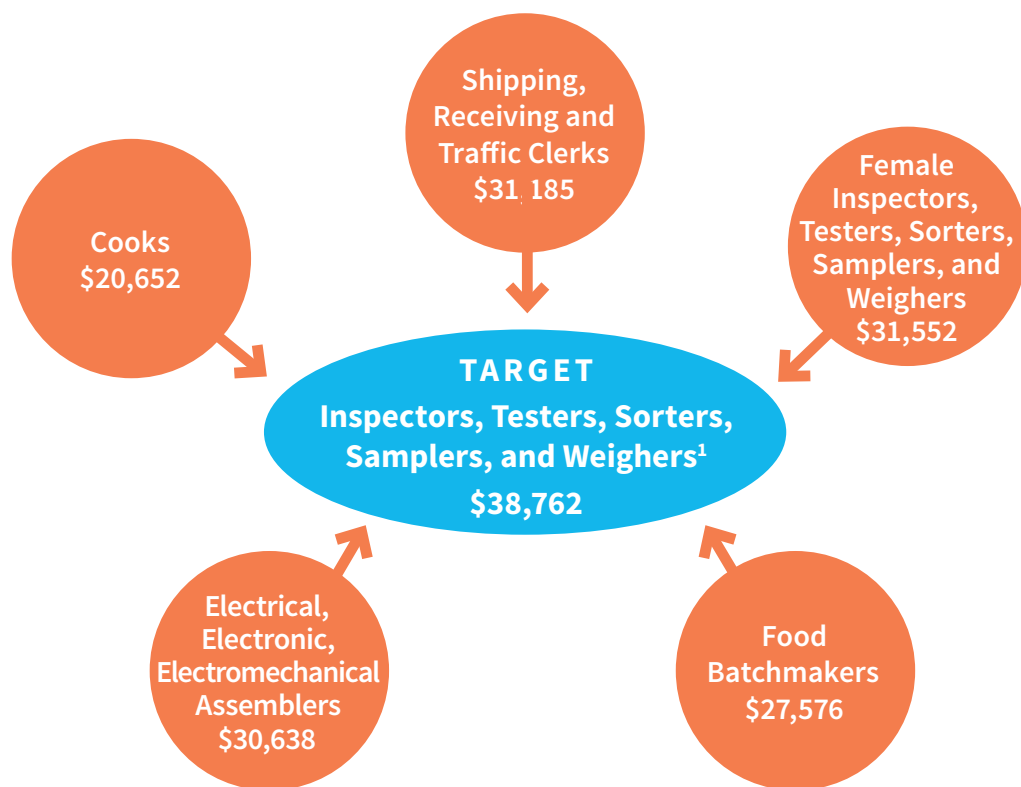 Shipping,
Receiving and
Traffic Clerks
$31,185
Female
Inspectors,
Testers, Sorters,
Samplers, and
Weighers
$31,552
Cooks
$20,652
TARGET
Inspectors, Testers, Sorters,
Samplers, and Weighers¹
$38,762
Electrical,
Electronic,
Electromechanical
Assemblers
$30,638
Food
Batchmakers
$27,576